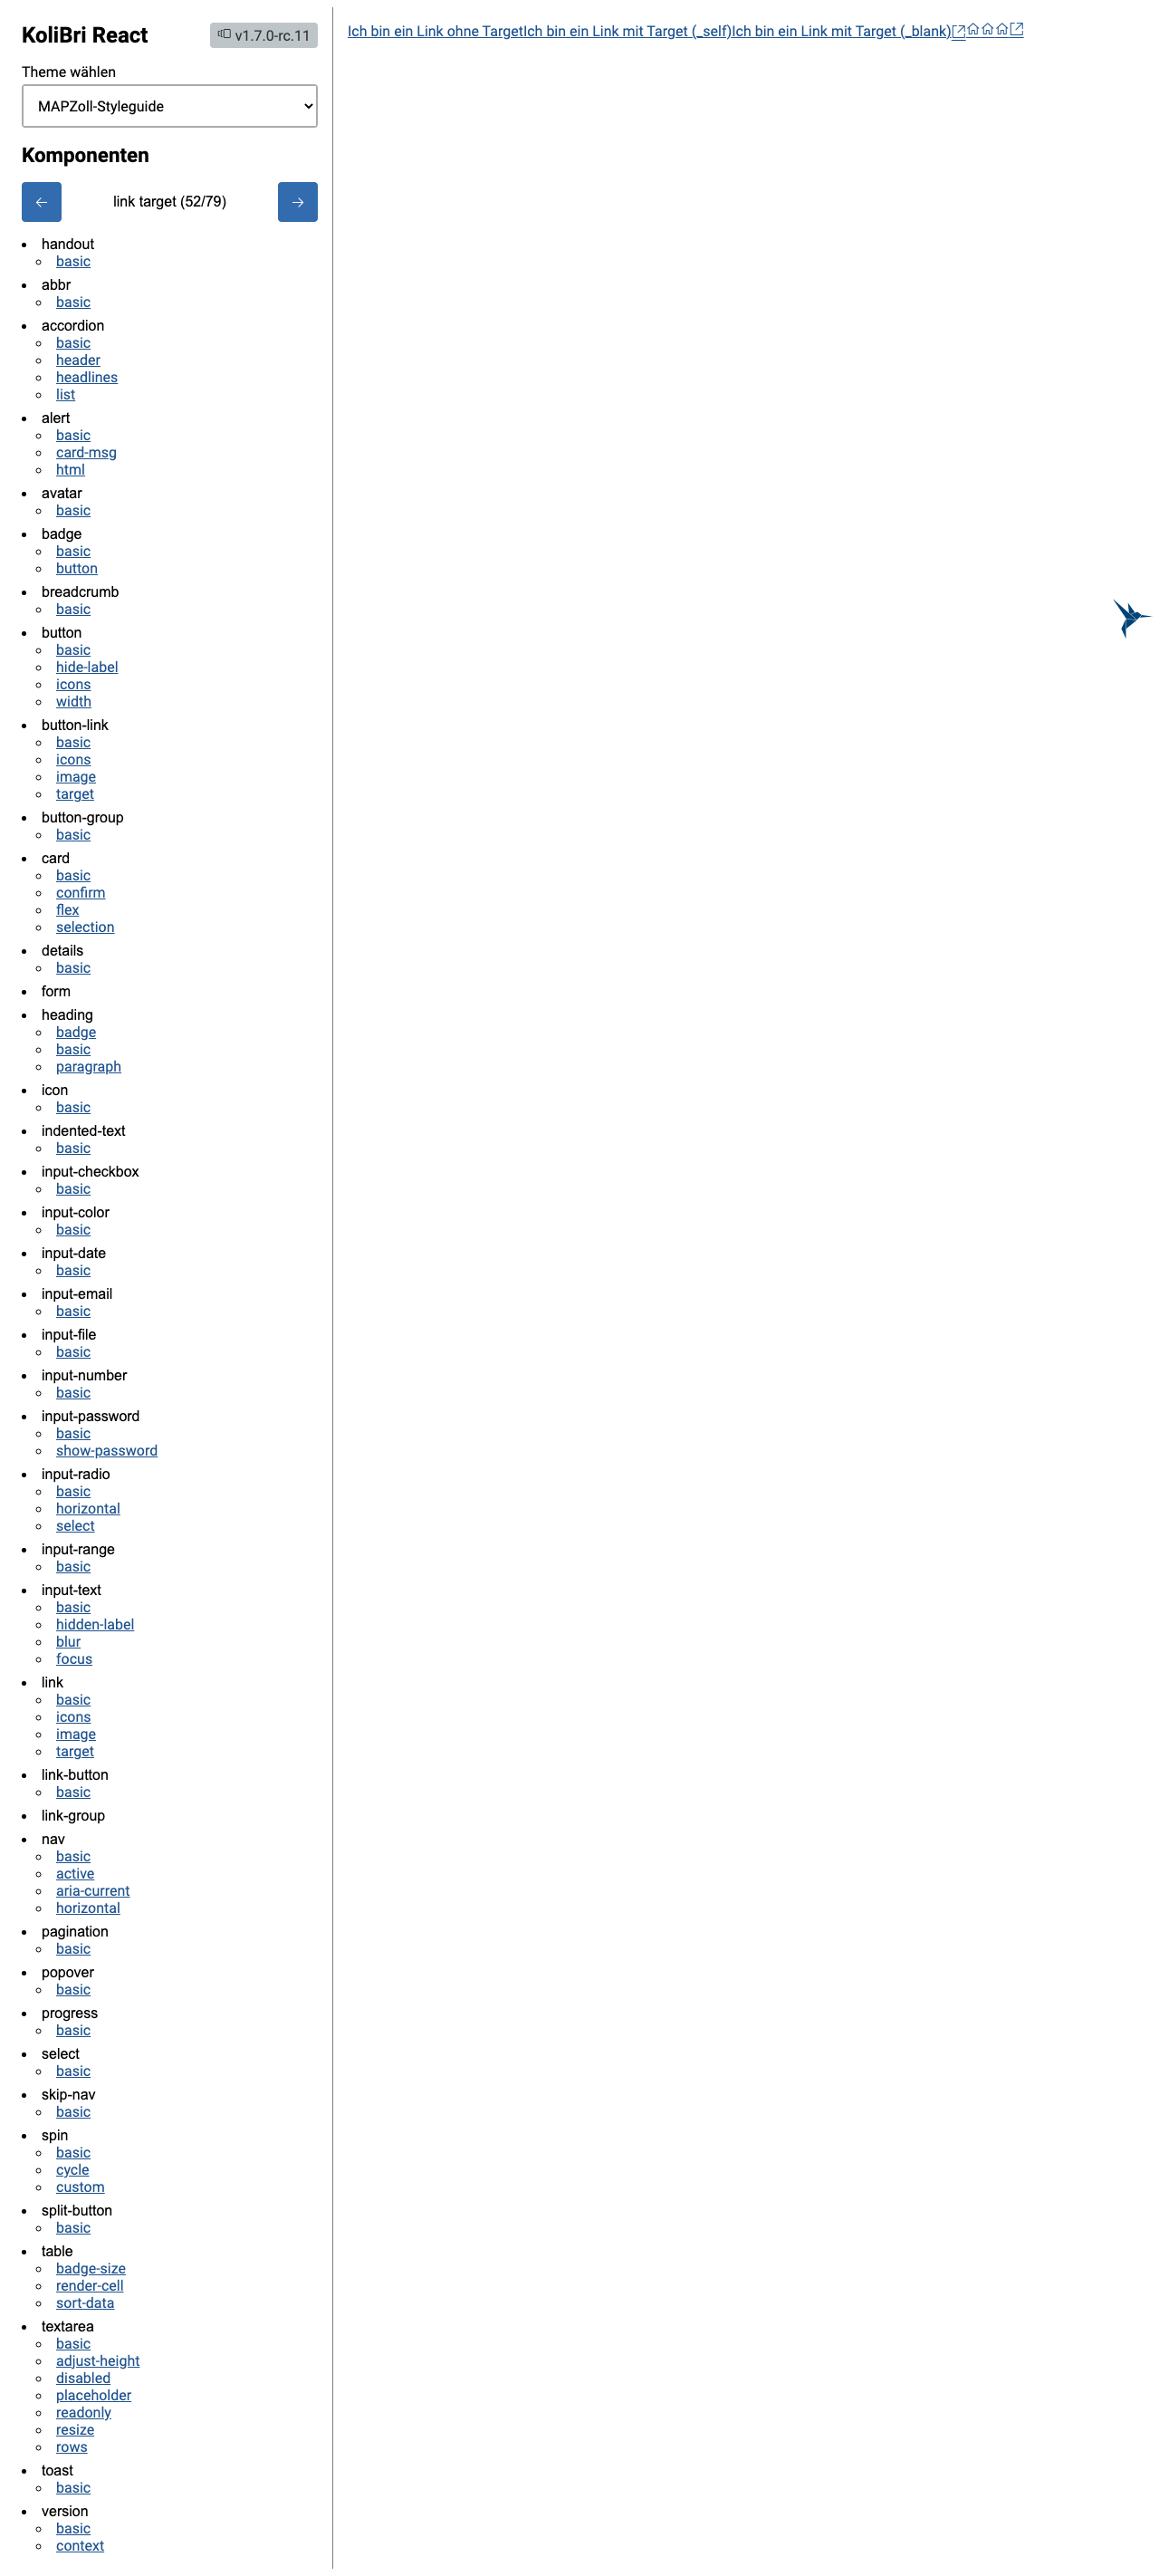 KoliBri React
v1.7.0-rc.11
Theme wählen
MAPZoll-Styleguide
Komponenten
link target (52/79)
handout
basic
abbr
basic
accordion
basic
header
headlines
list
alert
basic
card-msg
html
avatar
basic
badge
basic
button
breadcrumb
basic
button
basic
hide-label
icons
width
button-link
basic
icons
image
target
button-group
basic
card
basic
confirm
flex
selection
details
basic
form
heading
badge
basic
paragraph
icon
basic
indented-text
basic
input-checkbox
basic
input-color
basic
input-date
basic
input-email
basic
input-file
basic
input-number
basic
input-password
basic
show-password
input-radio
basic
horizontal
select
input-range
basic
input-text
basic
hidden-label
blur
focus
link
basic
icons
image
target
link-button
basic
link-group
nav
basic
active
aria-current
horizontal
pagination
basic
popover
basic
progress
basic
select
basic
skip-nav
basic
spin
basic
cycle
custom
split-button
basic
table
badge-size
render-cell
sort-data
textarea
basic
adjust-height
disabled
placeholder
readonly
resize
rows
toast
basic
version
basic
context
Ich bin ein Link ohne TargetIch bin ein Link mit Target (_self)Ich bin ein Link mit Target (_blank)